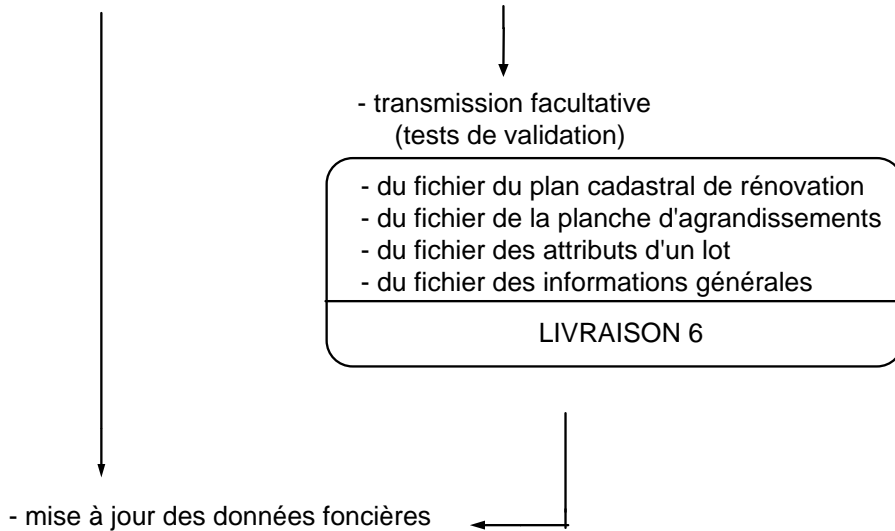 - transmission facultative
(tests de validation)
- du fichier du plan cadastral de rénovation
- du fichier de la planche d'agrandissements
- du fichier des attributs d'un lot
- du fichier des informations générales
LIVRAISON 6
- mise à jour des données foncières